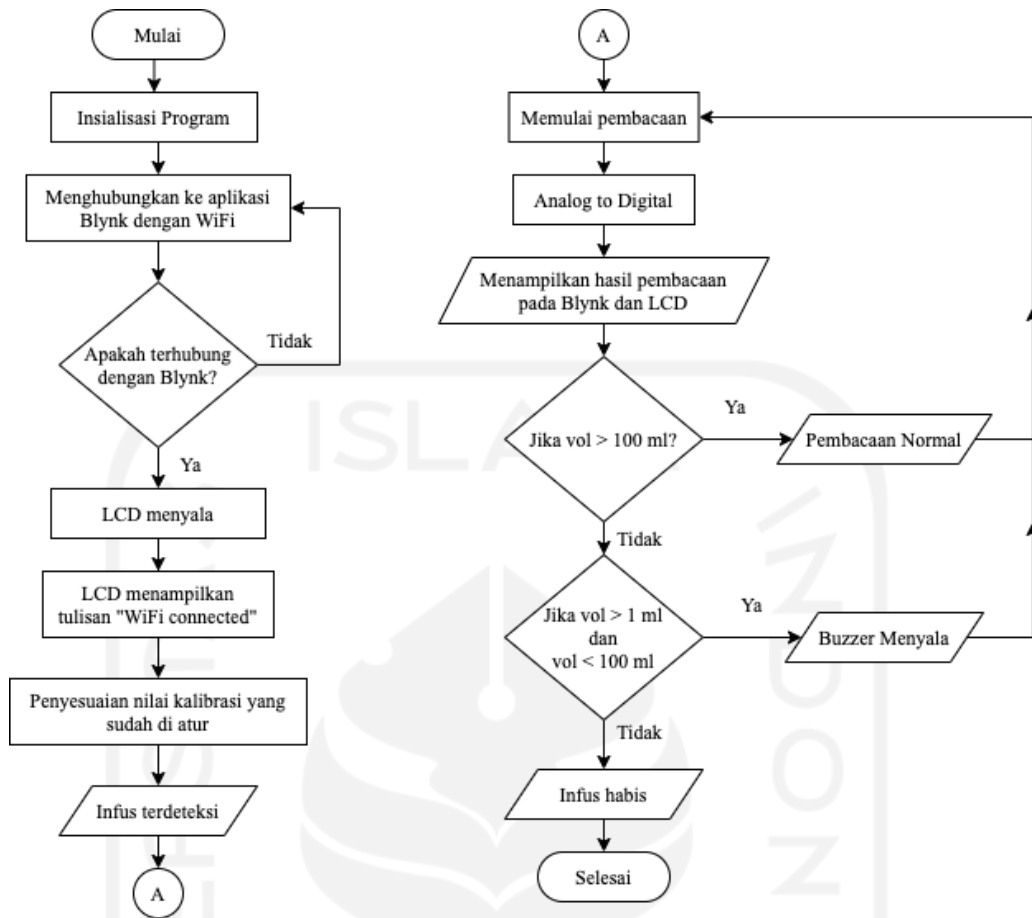 Mulai
Insialisasi Program
Menghubungkan ke aplikasi
Blynk dengan WiFi
Apakah terhubung
dengan Blynk?
Tidak
Ya
LCD menyala
LCD menampilkan
tulisan "WiFi connected"
Penyesuaian nilai kalibrasi yang
sudah di atur
Infus terdeteksi
A
A
Memulai pembacaan
Analog to Digital
Menampilkan hasil pembacaan
pada Blynk dan LCD
Jika vol > 100 ml?
Ya
Pembacaan Normal
Tidak
Jika vol > 1 ml
dan
vol < 100 ml
Ya
Buzzer Menyala
Tidak
Infus habis
Selesai